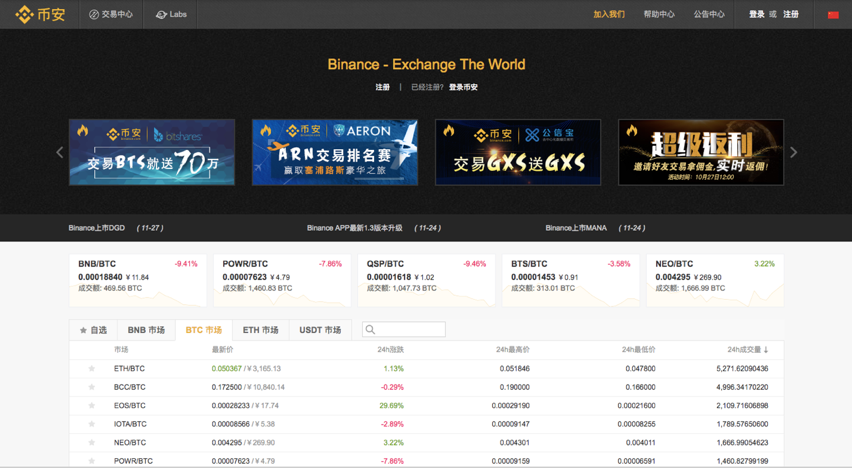 币安 交易中心 Labs 加入我们 帮助中心 公告中心 登录 或 注册
Binance - Exchange The World
注册 | 已经注册? 登录币安
币安 | bitshares
交易BTS就送70万
币安 | AERON
ARN交易排名赛
赢取塞浦路斯豪华之旅
币安 | 公信宝
交易GXS送GXS
超级返利
邀请好友交易拿佣金,实时返佣!
活动时间: 10月27日12:00
Binance上市DGD ( 11-27 ) Binance APP最新1.3版本升级 ( 11-24 ) Binance上市MANA ( 11-24 )
BNB/BTC -9.41%
0.00018840 ¥ 11.84
成交额: 469.56 BTC
POWR/BTC -7.86%
0.00007623 ¥ 4.79
成交额: 1,460.83 BTC
QSP/BTC -9.46%
0.00001618 ¥ 1.02
成交额: 1,047.73 BTC
BTS/BTC -3.58%
0.00001453 ¥ 0.91
成交额: 313.01 BTC
NEO/BTC 3.22%
0.004295 ¥ 269.90
成交额: 1,666.99 BTC
自选 BNB 市场 BTC 市场 ETH 市场 USDT 市场
市场 最新价 24h涨跌 24h最高价 24h最低价 24h成交量 ↓
ETH/BTC 0.050367 / ¥ 3,165.13 1.13% 0.051846 0.047800 5,271.62090436
BCC/BTC 0.172500 / ¥ 10,840.14 -0.29% 0.190000 0.166000 4,996.34170220
EOS/BTC 0.00028233 / ¥ 17.74 29.69% 0.00029190 0.00021600 2,109.71606898
IOTA/BTC 0.00008566 / ¥ 5.38 -2.89% 0.00009147 0.00008255 1,789.57650600
NEO/BTC 0.004295 / ¥ 269.90 3.22% 0.004301 0.004011 1,666.99054623
POWR/BTC 0.00007623 / ¥ 4.79 -7.86% 0.00009159 0.00006591 1,460.82799199